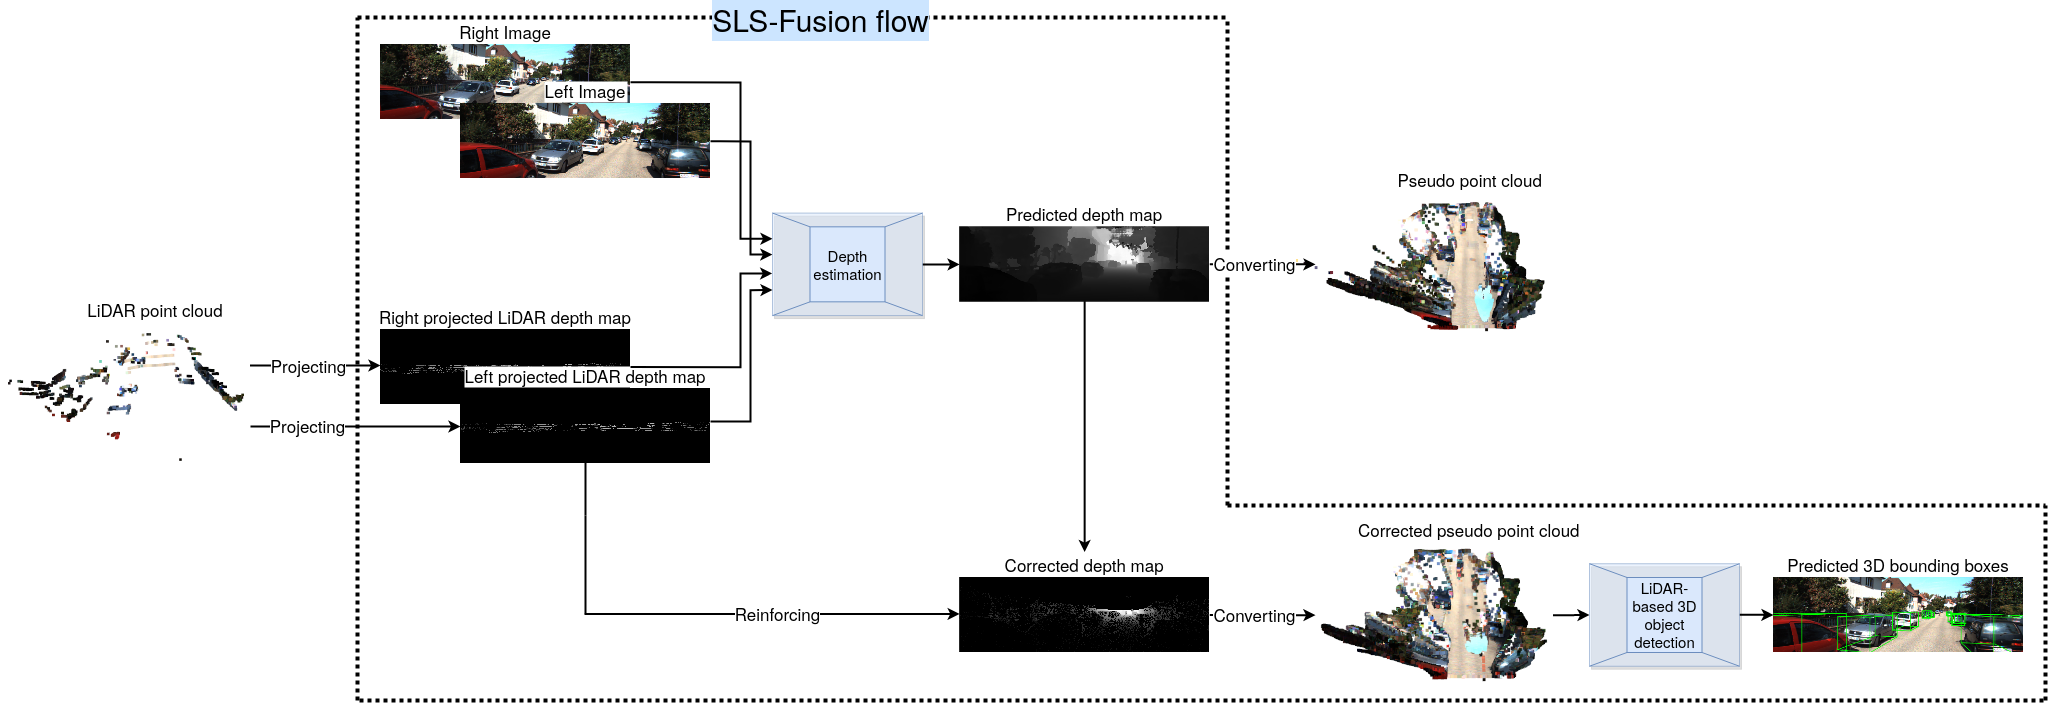 SLS-Fusion flow
Right Image
Left Image
Pseudo point cloud
Predicted depth map
Depth
estimation
Converting
LiDAR point cloud
Right projected LiDAR depth map
Projecting
Left projected LiDAR depth map
Projecting
Corrected pseudo point cloud
Corrected depth map
Predicted 3D bounding boxes
Reinforcing
Converting
LiDAR-
based 3D
object
detection